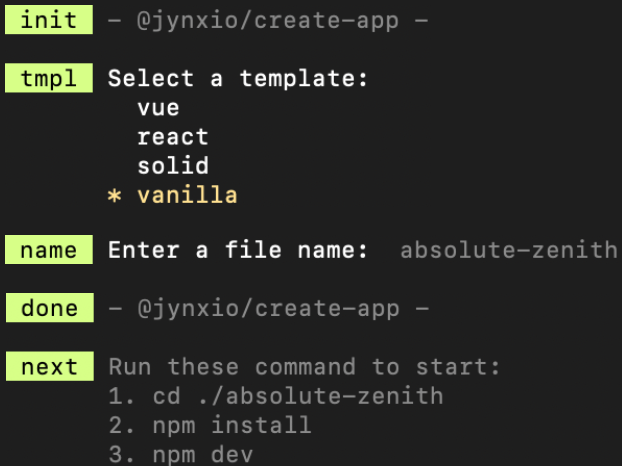 init – @jynxio/create-app –
tmpl Select a template:
vue
react
solid
* vanilla
name Enter a file name: absolute-zenith
done – @jynxio/create-app –
next Run these command to start:
1. cd ./absolute-zenith
2. npm install
3. npm dev